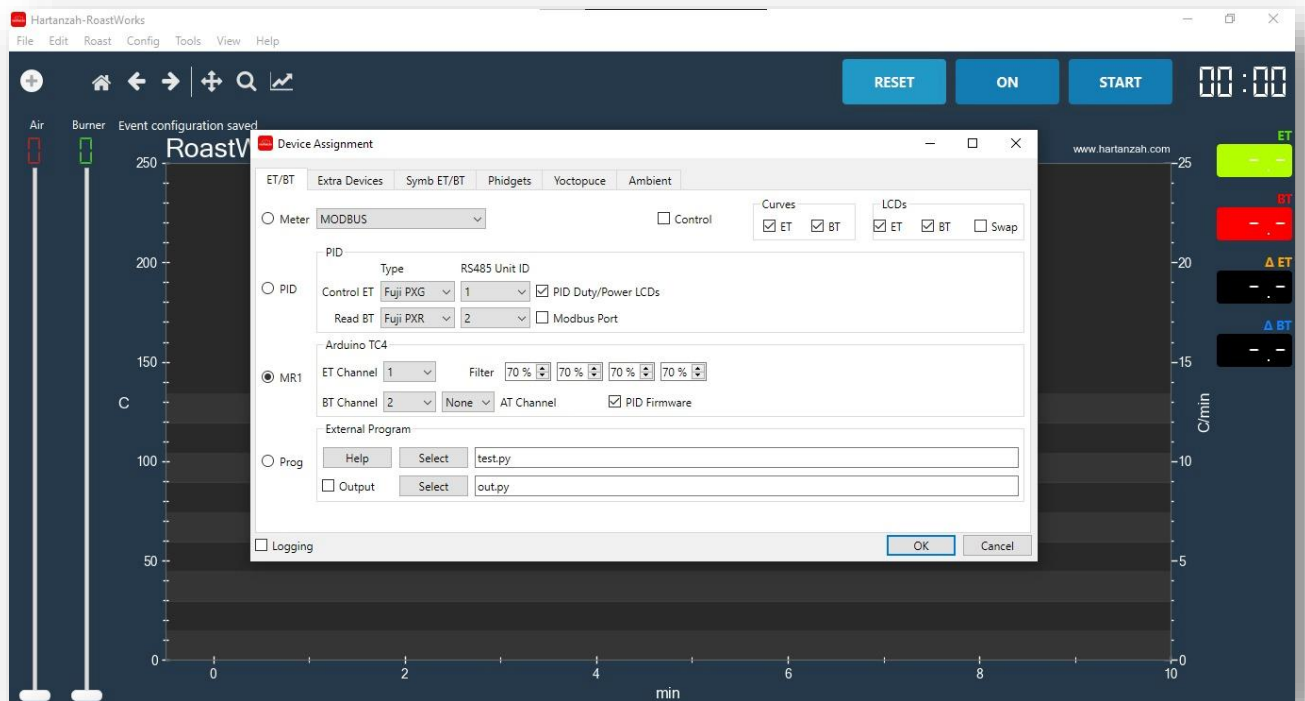 Hartanzah-RoastWorks
File Edit Roast Config Tools View Help
RESET ON START 00:00
Air Burner Event configuration saved
0 0
RoastW
www.hartanzah.com
Device Assignment
ET/BT Extra Devices Symb ET/BT Phidgets Yoctopuce Ambient
Meter MODBUS Control
Curves
ET BT
LCDs
ET BT Swap
PID
PID
Type RS485 Unit ID
Control ET Fuji PXG 1 PID Duty/Power LCDs
Read BT Fuji PXR 2 Modbus Port
MR1
Arduino TC4
ET Channel 1 Filter 70 % 70 % 70 % 70 %
BT Channel 2 None AT Channel PID Firmware
Prog
External Program
Help Select test.py
Output Select out.py
Logging OK Cancel
250
200
150
100
50
0
C
0 2 4 6 8 10
min
25
20
15
10
5
0
C/min
ET
-.-
BT
-.-
Δ ET
-.-
Δ BT
-.-